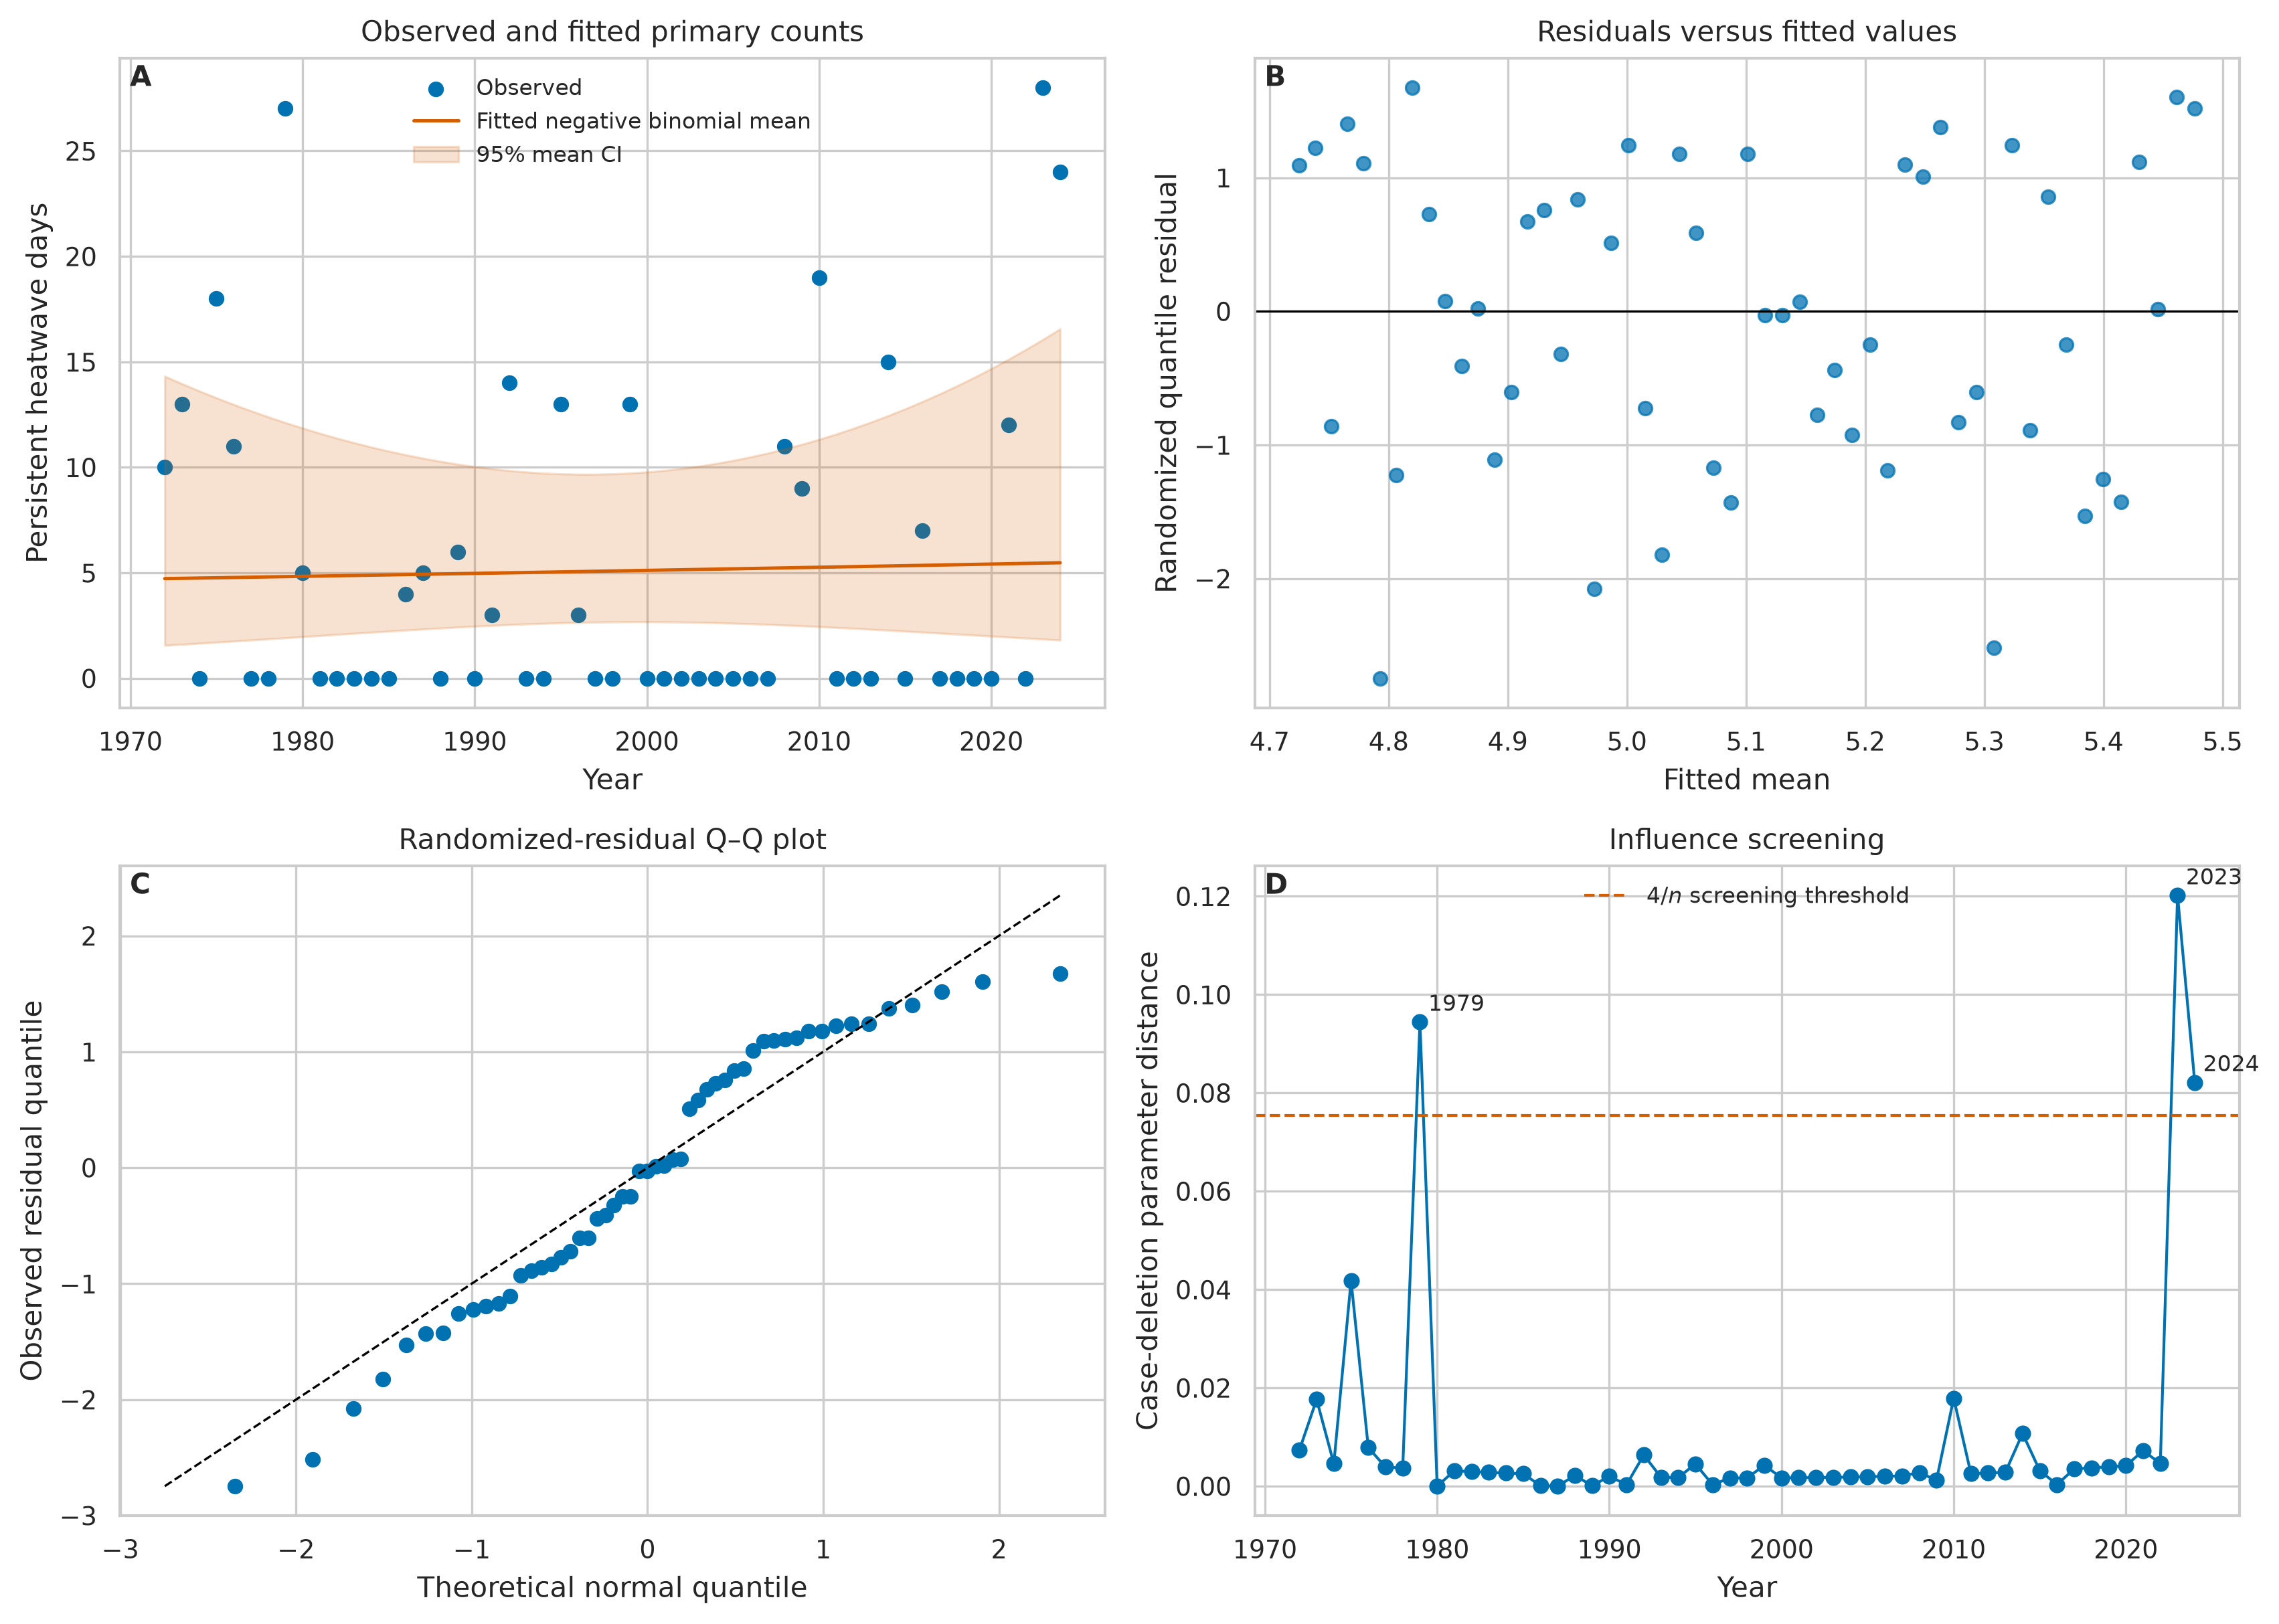 Observed and fitted primary counts
A
Observed
Fitted negative binomial mean
95% mean CI
Persistent heatwave days
25
20
15
10
5
0
1970 1980 1990 2000 2010 2020
Year
Residuals versus fitted values
B
Randomized quantile residual
1
0
−1
−2
4.7 4.8 4.9 5.0 5.1 5.2 5.3 5.4 5.5
Fitted mean
Randomized-residual Q–Q plot
C
Observed residual quantile
2
1
0
−1
−2
−3
−3 −2 −1 0 1 2
Theoretical normal quantile
Influence screening
D
4/n screening threshold
2023
1979
2024
Case-deletion parameter distance
0.12
0.10
0.08
0.06
0.04
0.02
0.00
1970 1980 1990 2000 2010 2020
Year